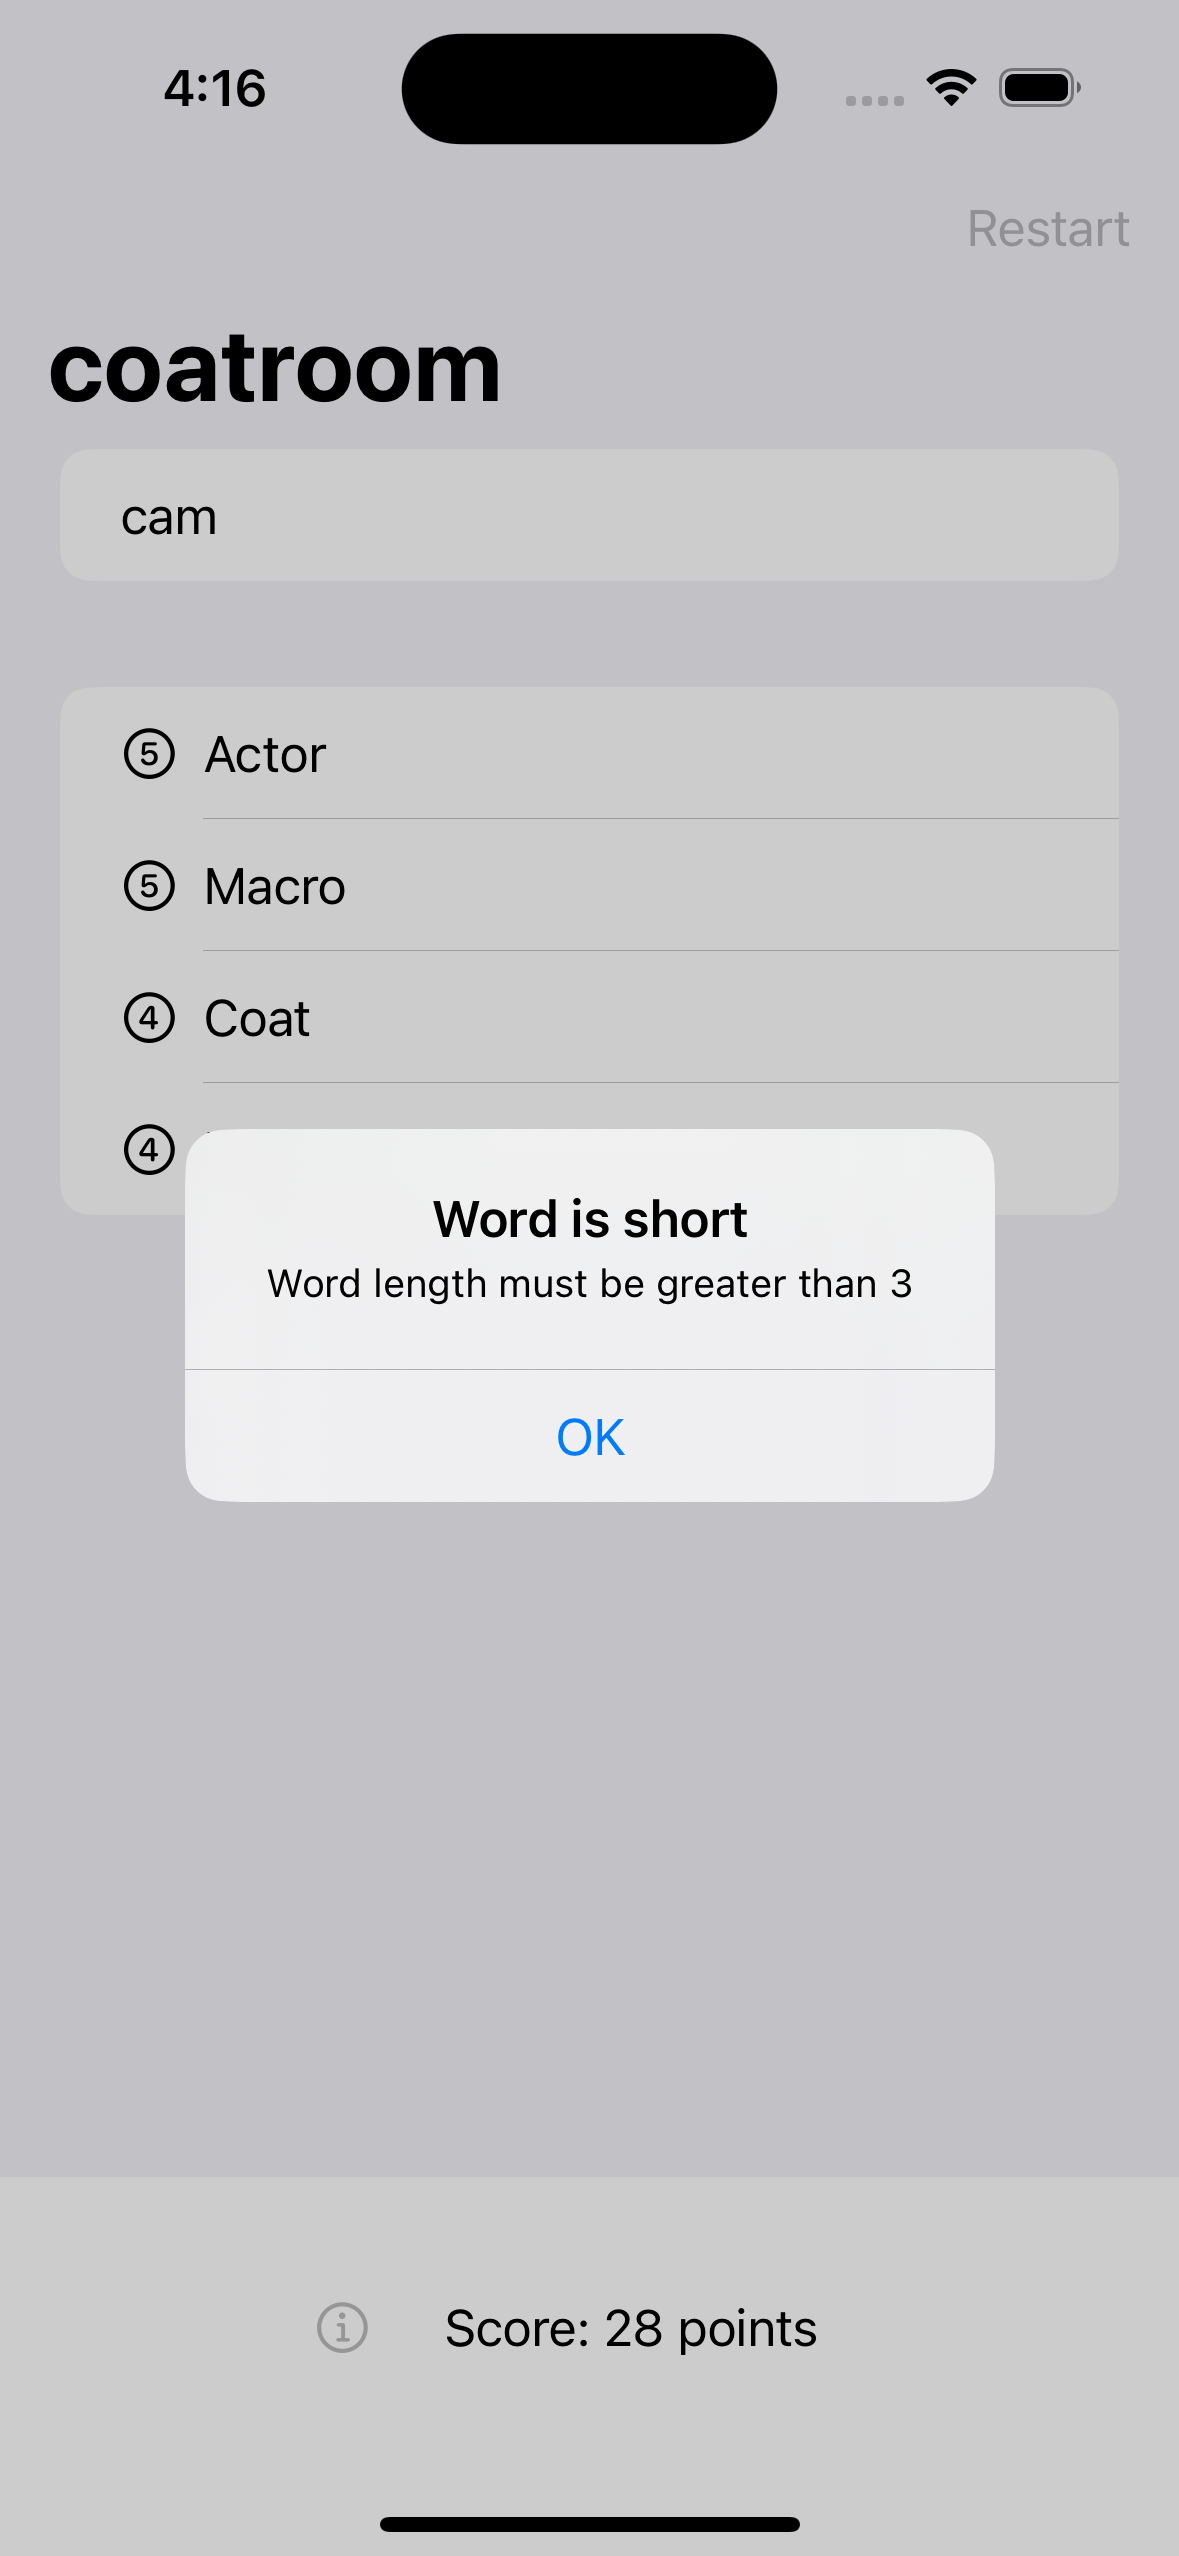 4:16
Restart
coatroom
cam
5 Actor
5 Macro
4 Coat
4
Word is short
Word length must be greater than 3
OK
Score: 28 points